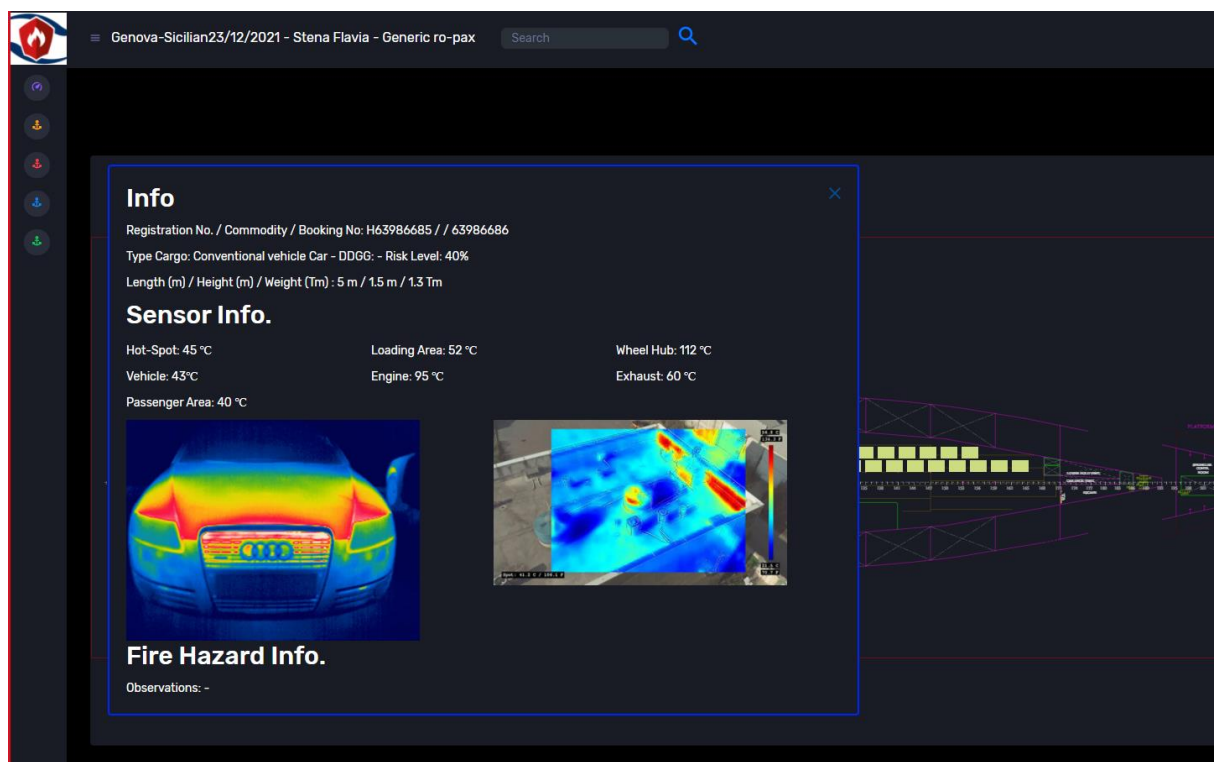 Genova-Sicilian23/12/2021 - Stena Flavia - Generic ro-pax
Search
Info
Registration No. / Commodity / Booking No: H63986685 / / 63986686
Type Cargo: Conventional vehicle Car - DDGG: - Risk Level: 40%
Length (m) / Height (m) / Weight (Tm) : 5 m / 1.5 m / 1.3 Tm
Sensor Info.
Hot-Spot: 45 °C Loading Area: 52 °C Wheel Hub: 112 °C
Vehicle: 43°C Engine: 95 °C Exhaust: 60 °C
Passenger Area: 40 °C
Fire Hazard Info.
Observations: -